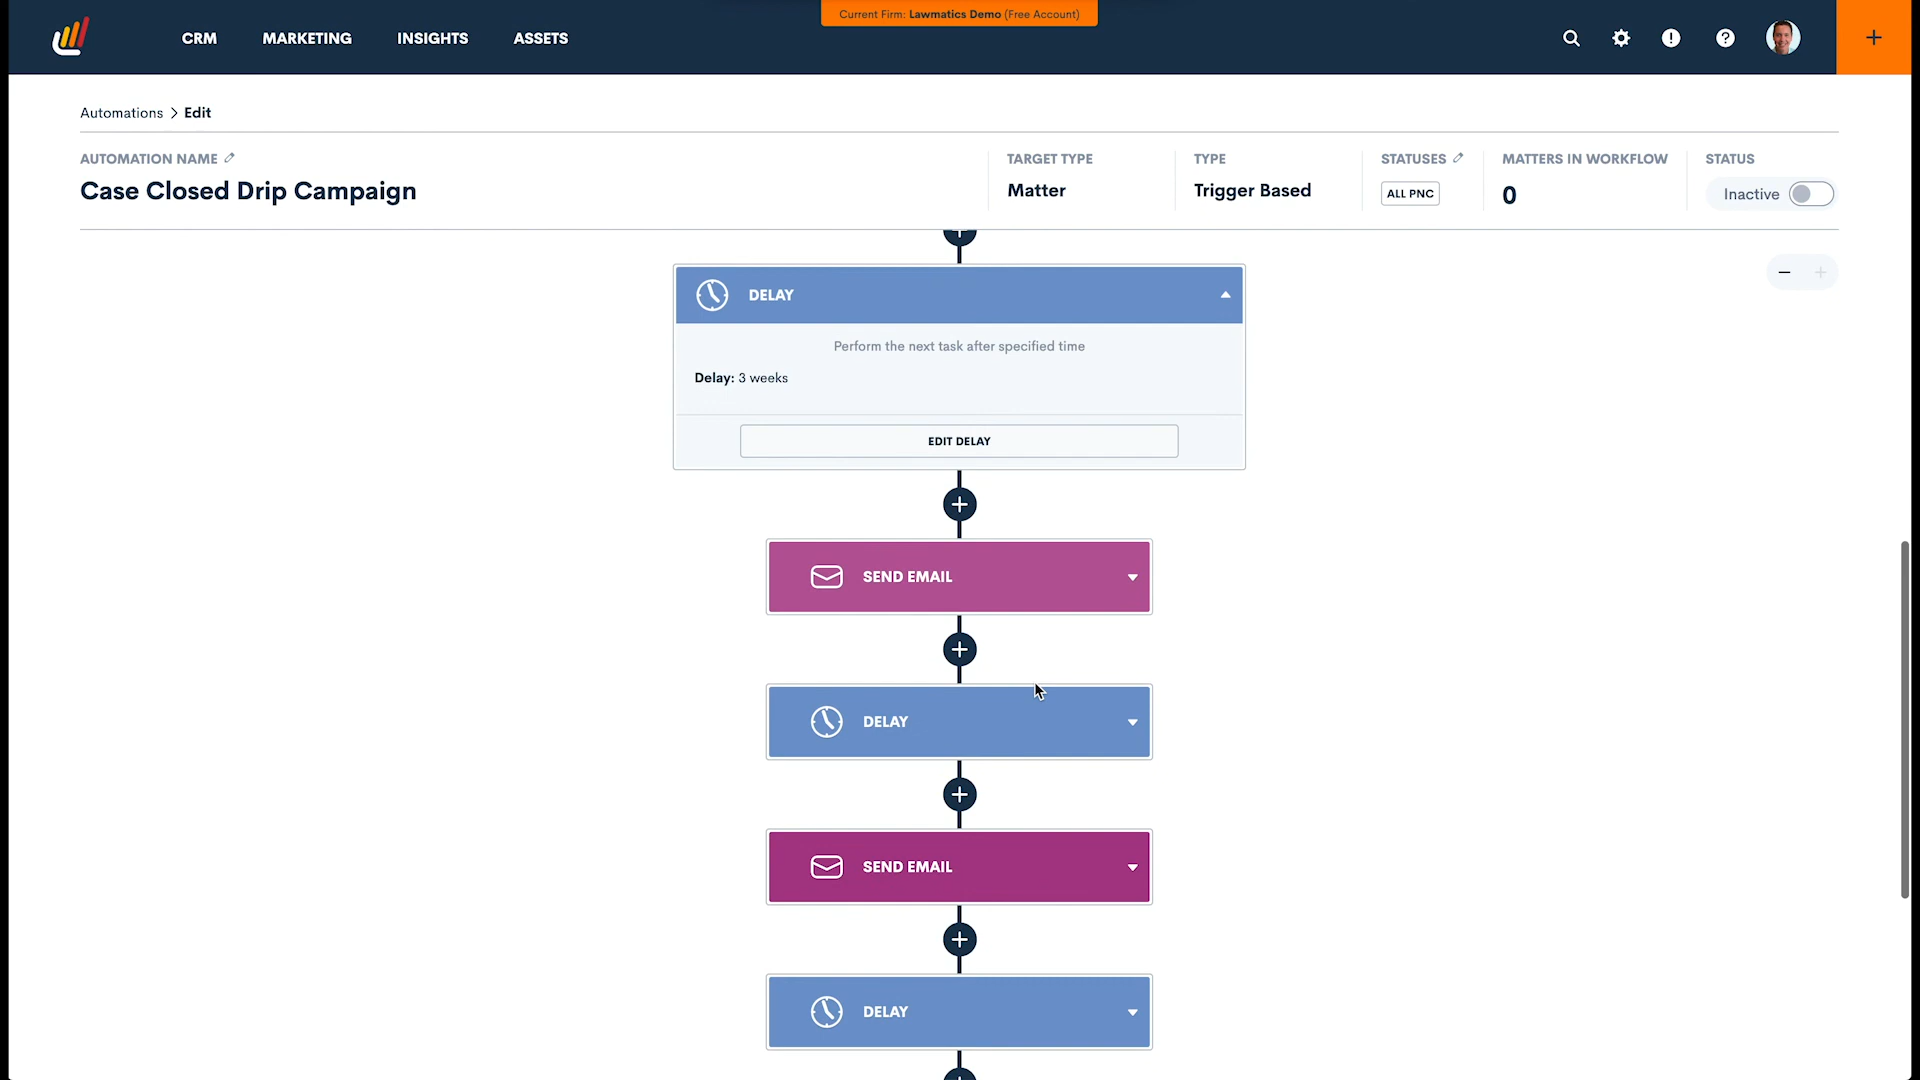 Current Firm: Lawmatics Demo (Free Account)
CRM
MARKETING
INSIGHTS
ASSETS
Automations > Edit
AUTOMATION NAME
Case Closed Drip Campaign
TARGET TYPE
Matter
TYPE
Trigger Based
STATUSES
ALL PNC
MATTERS IN WORKFLOW
0
STATUS
Inactive
DELAY
Perform the next task after specified time
Delay: 3 weeks
EDIT DELAY
SEND EMAIL
DELAY
SEND EMAIL
DELAY